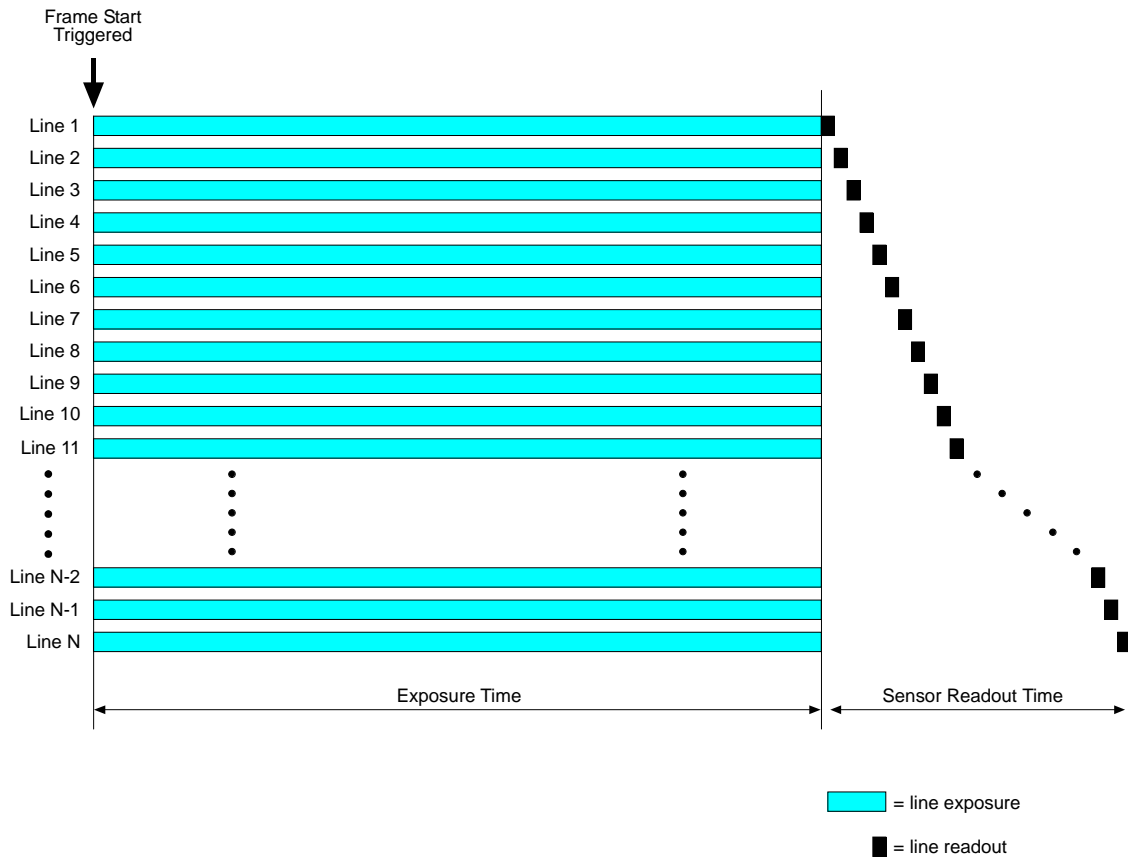 Frame Start
Triggered
Line 1
Line 2
Line 3
Line 4
Line 5
Line 6
Line 7
Line 8
Line 9
Line 10
Line 11
Line N-2
Line N-1
Line N
Exposure Time
Sensor Readout Time
= line exposure
= line readout